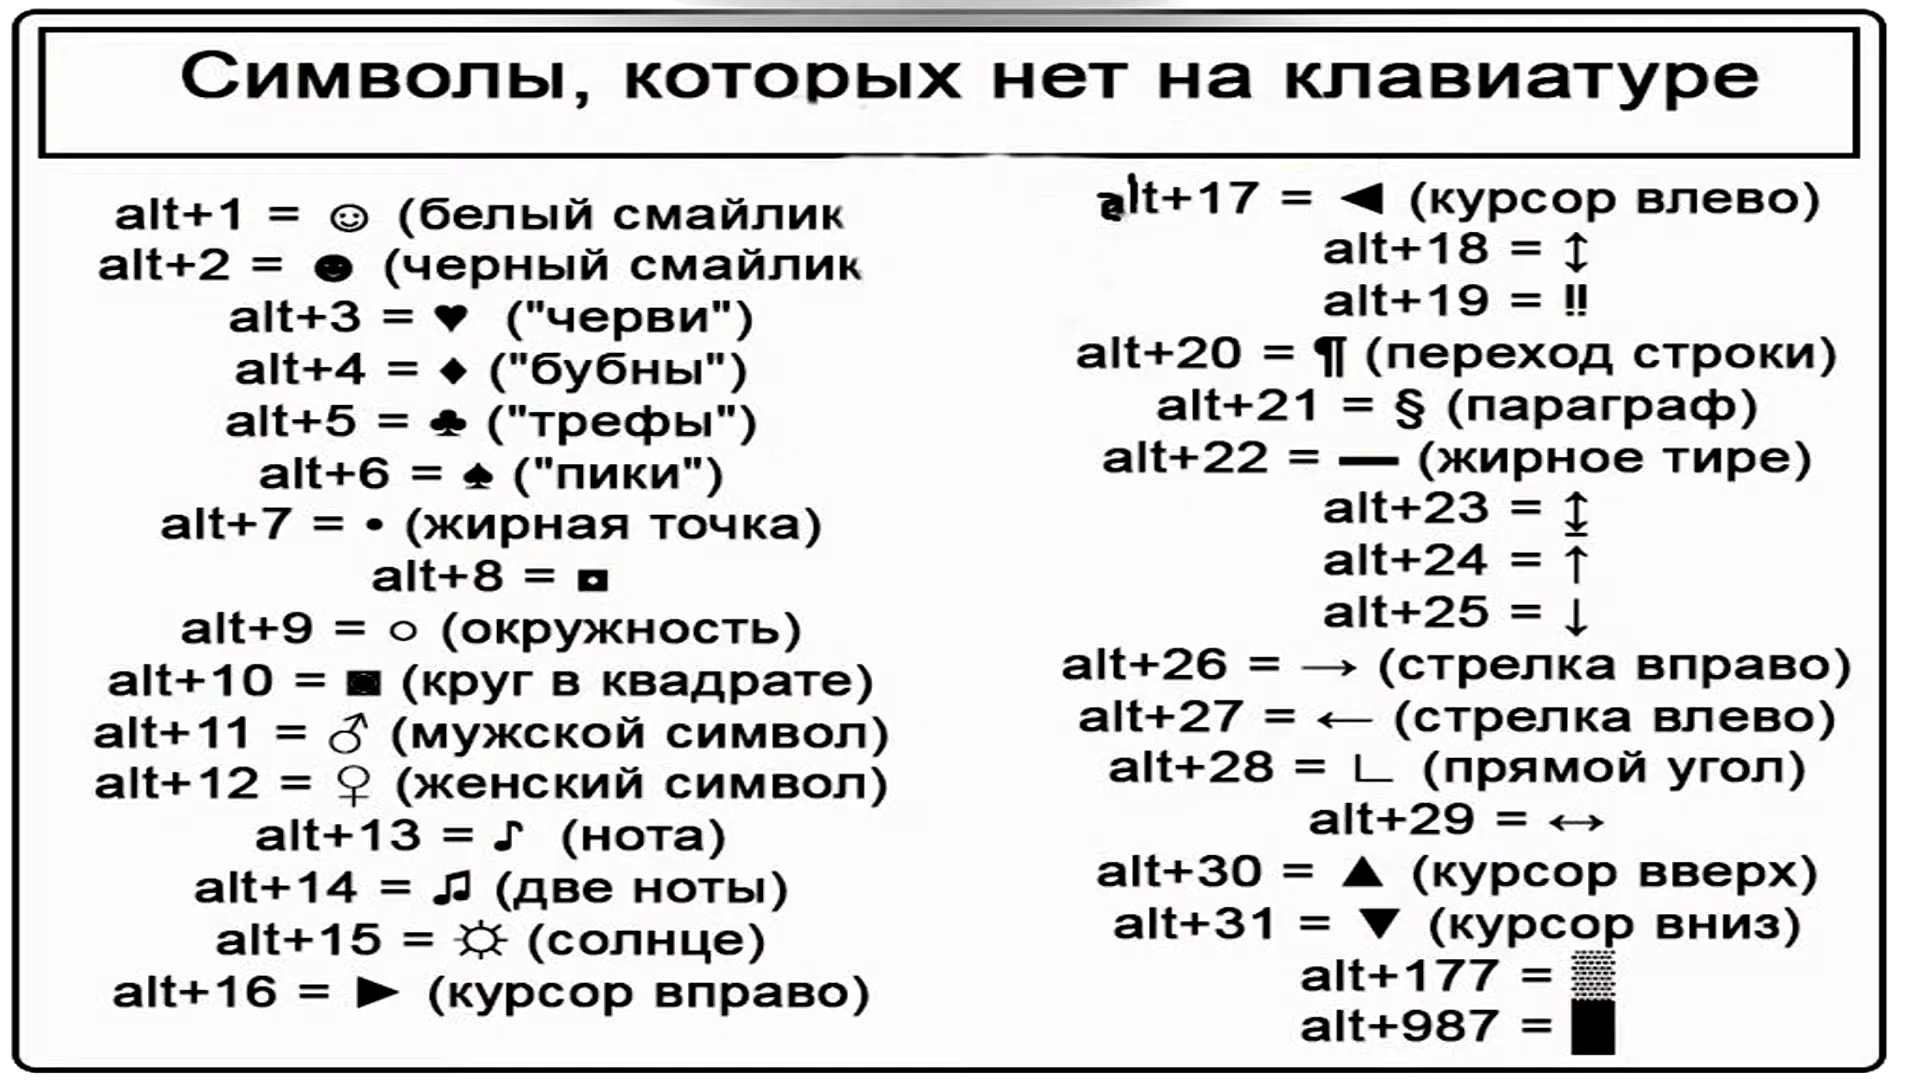 Символы, которых нет на клавиатуре
alt+1 = ☺ (белый смайлик
alt+2 = ☻ (черный смайлик
alt+3 = ♥ ("черви")
alt+4 = ♦ ("бубны")
alt+5 = ♣ ("трефы")
alt+6 = ♠ ("пики")
alt+7 = • (жирная точка)
alt+8 = ◘
alt+9 = ○ (окружность)
alt+10 = ◙ (круг в квадрате)
alt+11 = ♂ (мужской символ)
alt+12 = ♀ (женский символ)
alt+13 = ♪ (нота)
alt+14 = ♫ (две ноты)
alt+15 = ☼ (солнце)
alt+16 = ► (курсор вправо)
alt+17 = ◄ (курсор влево)
alt+18 = ↕
alt+19 = ‼
alt+20 = ¶ (переход строки)
alt+21 = § (параграф)
alt+22 = ▬ (жирное тире)
alt+23 = ↨
alt+24 = ↑
alt+25 = ↓
alt+26 = → (стрелка вправо)
alt+27 = ← (стрелка влево)
alt+28 = ∟ (прямой угол)
alt+29 = ↔
alt+30 = ▲ (курсор вверх)
alt+31 = ▼ (курсор вниз)
alt+177 = ▒
alt+987 = █